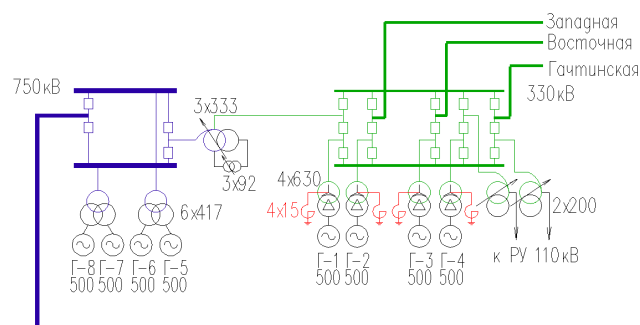 Западная
Восточная
Гачтинская
750кВ
330кВ
3х333
3х92
4х630
4х15
6х417
2х200
к РУ 110кВ
Г-8 Г-7 Г-6 Г-5
500 500 500 500
Г-1 Г-2 Г-3 Г-4
500 500 500 500